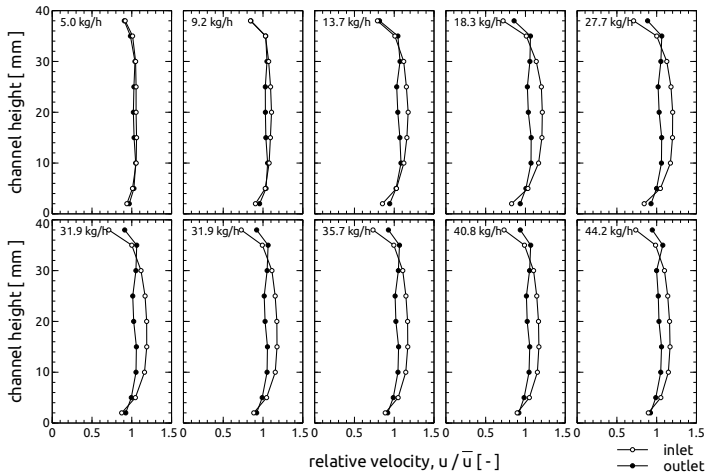 40
30
20
10
0
channel height [ mm ]
5.0 kg/h
9.2 kg/h
13.7 kg/h
18.3 kg/h
27.7 kg/h
40
30
20
10
0
channel height [ mm ]
31.9 kg/h
31.9 kg/h
35.7 kg/h
40.8 kg/h
44.2 kg/h
0 0.5 1 1.5
0 0.5 1 1.5
0 0.5 1 1.5
0 0.5 1 1.5
0 0.5 1 1.5
relative velocity, u / u̅ [ - ]
inlet
outlet